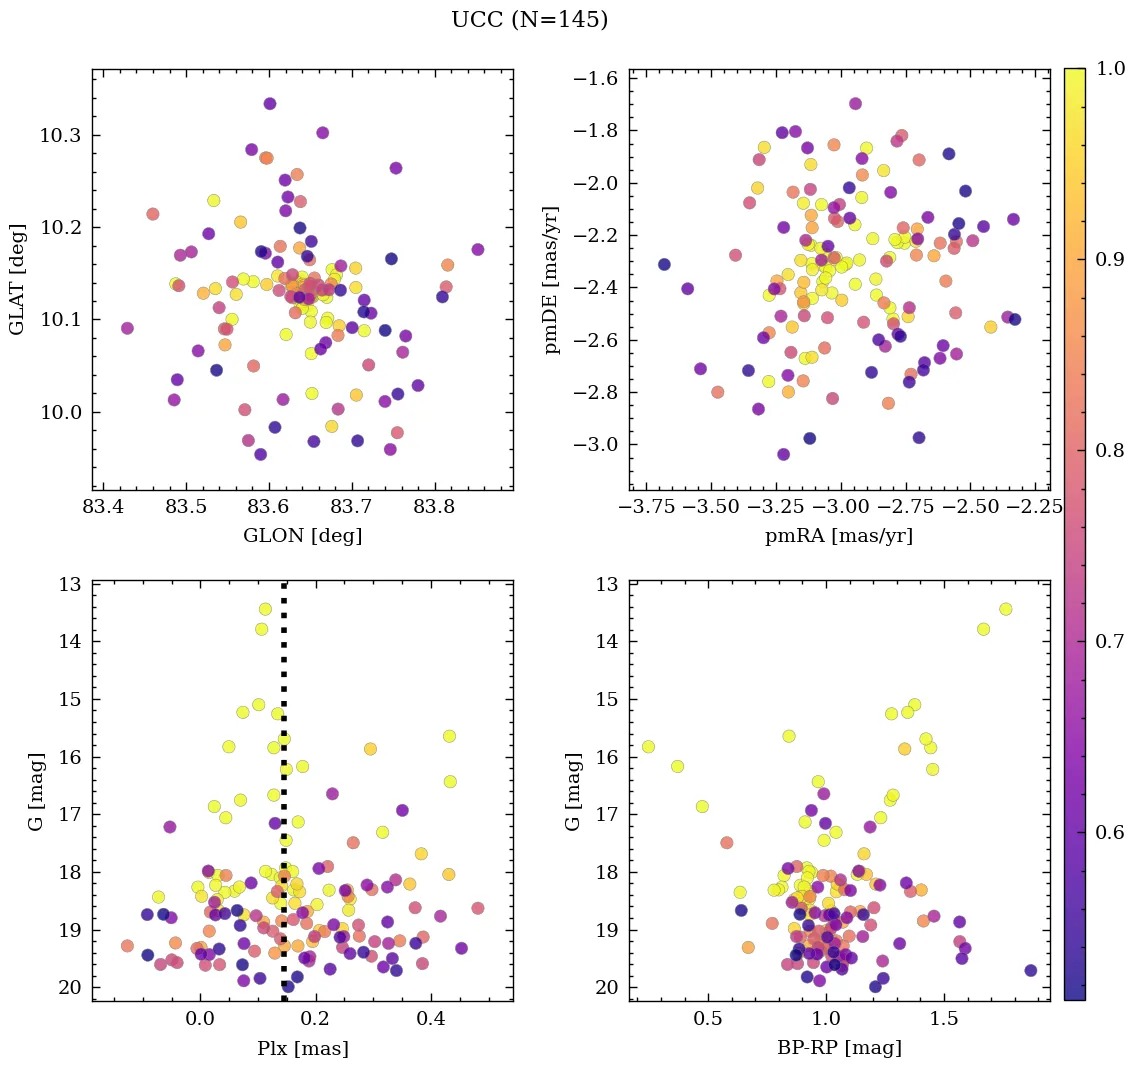 UCC (N=145)
10.3
10.2
10.1
10.0
GLAT [deg]
83.4 83.5 83.6 83.7 83.8
GLON [deg]
−1.6
−1.8
−2.0
−2.2
−2.4
−2.6
−2.8
−3.0
pmDE [mas/yr]
−3.75 −3.50 −3.25 −3.00 −2.75 −2.50 −2.25
pmRA [mas/yr]
1.0
0.9
0.8
0.7
0.6
13
14
15
16
17
18
19
20
G [mag]
0.0 0.2 0.4
Plx [mas]
13
14
15
16
17
18
19
20
G [mag]
0.5 1.0 1.5
BP-RP [mag]